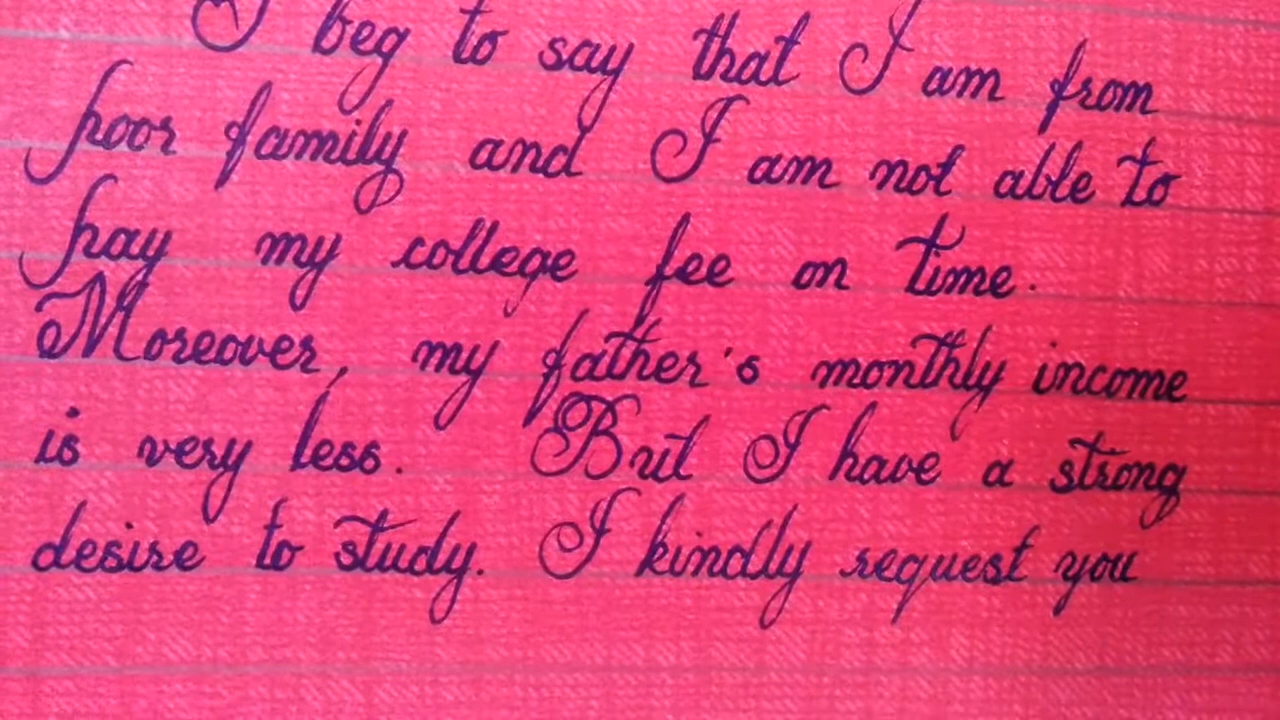 I beg to say that I am from
poor family and I am not able to
pay my college fee on time.
Moreover, my father's monthly income
is very less. But I have a strong
desire to study. I kindly request you